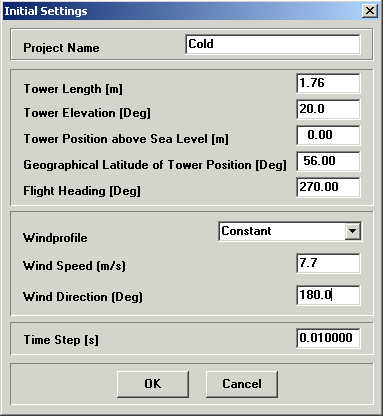 Initial Settings
Project Name Cold
Tower Length [m] 1.76
Tower Elevation [Deg] 20.0
Tower Position above Sea Level [m] 0.00
Geographical Latitude of Tower Position [Deg] 56.00
Flight Heading [Deg] 270.00
Windprofile Constant
Wind Speed (m/s) 7.7
Wind Direction (Deg) 180.0
Time Step [s] 0.010000
OK Cancel